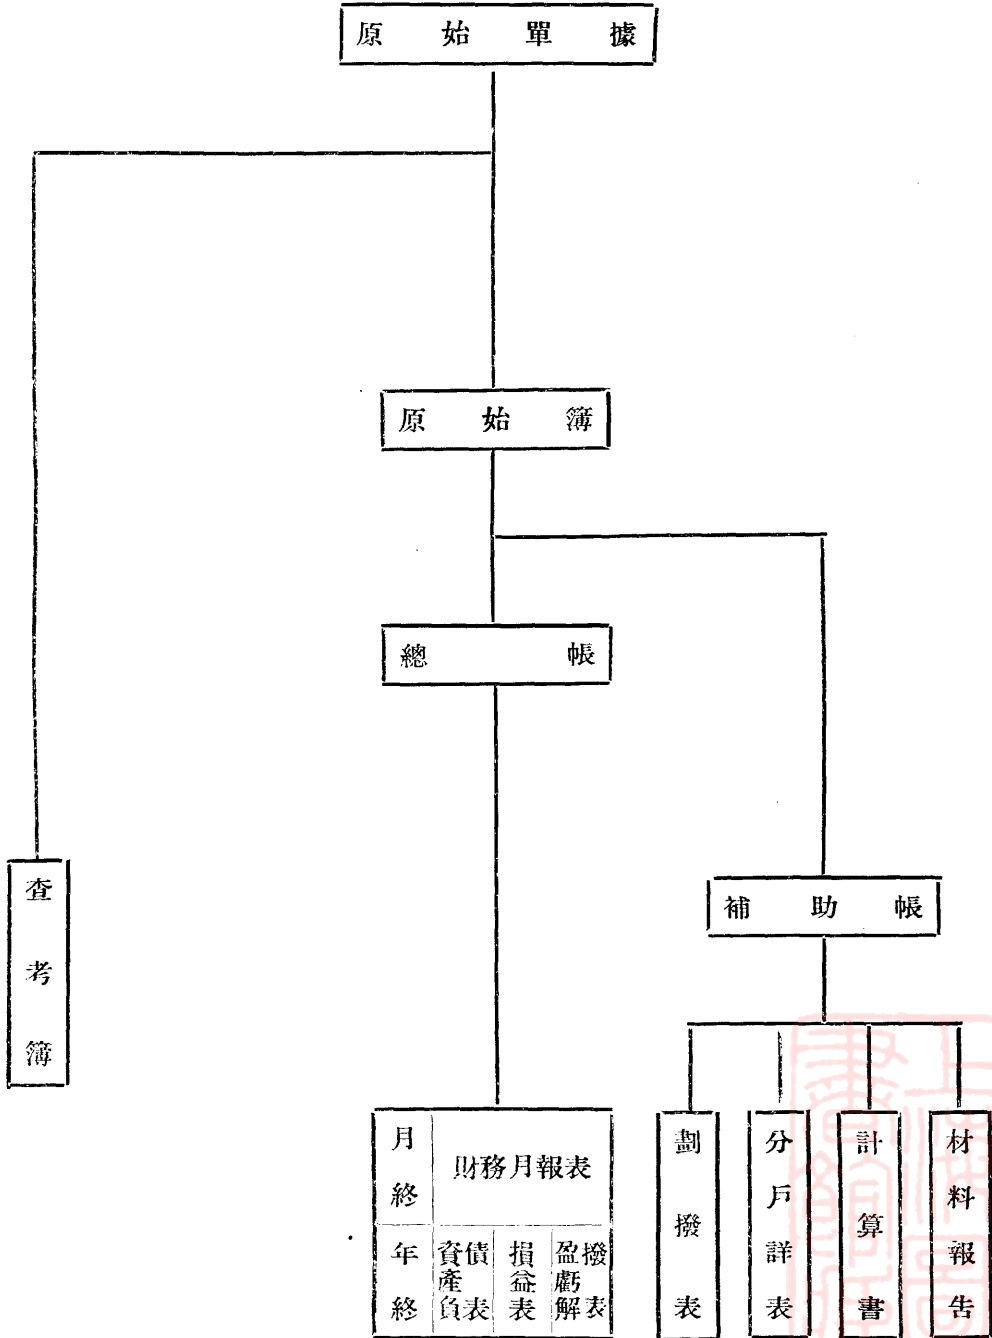 原始單據
原始簿
總帳
查考簿
補助帳
月終
財務月報表
年終
資產負債表
損益表
盈虧撥解表
劃撥表
分戶詳表
計算書
材料報告